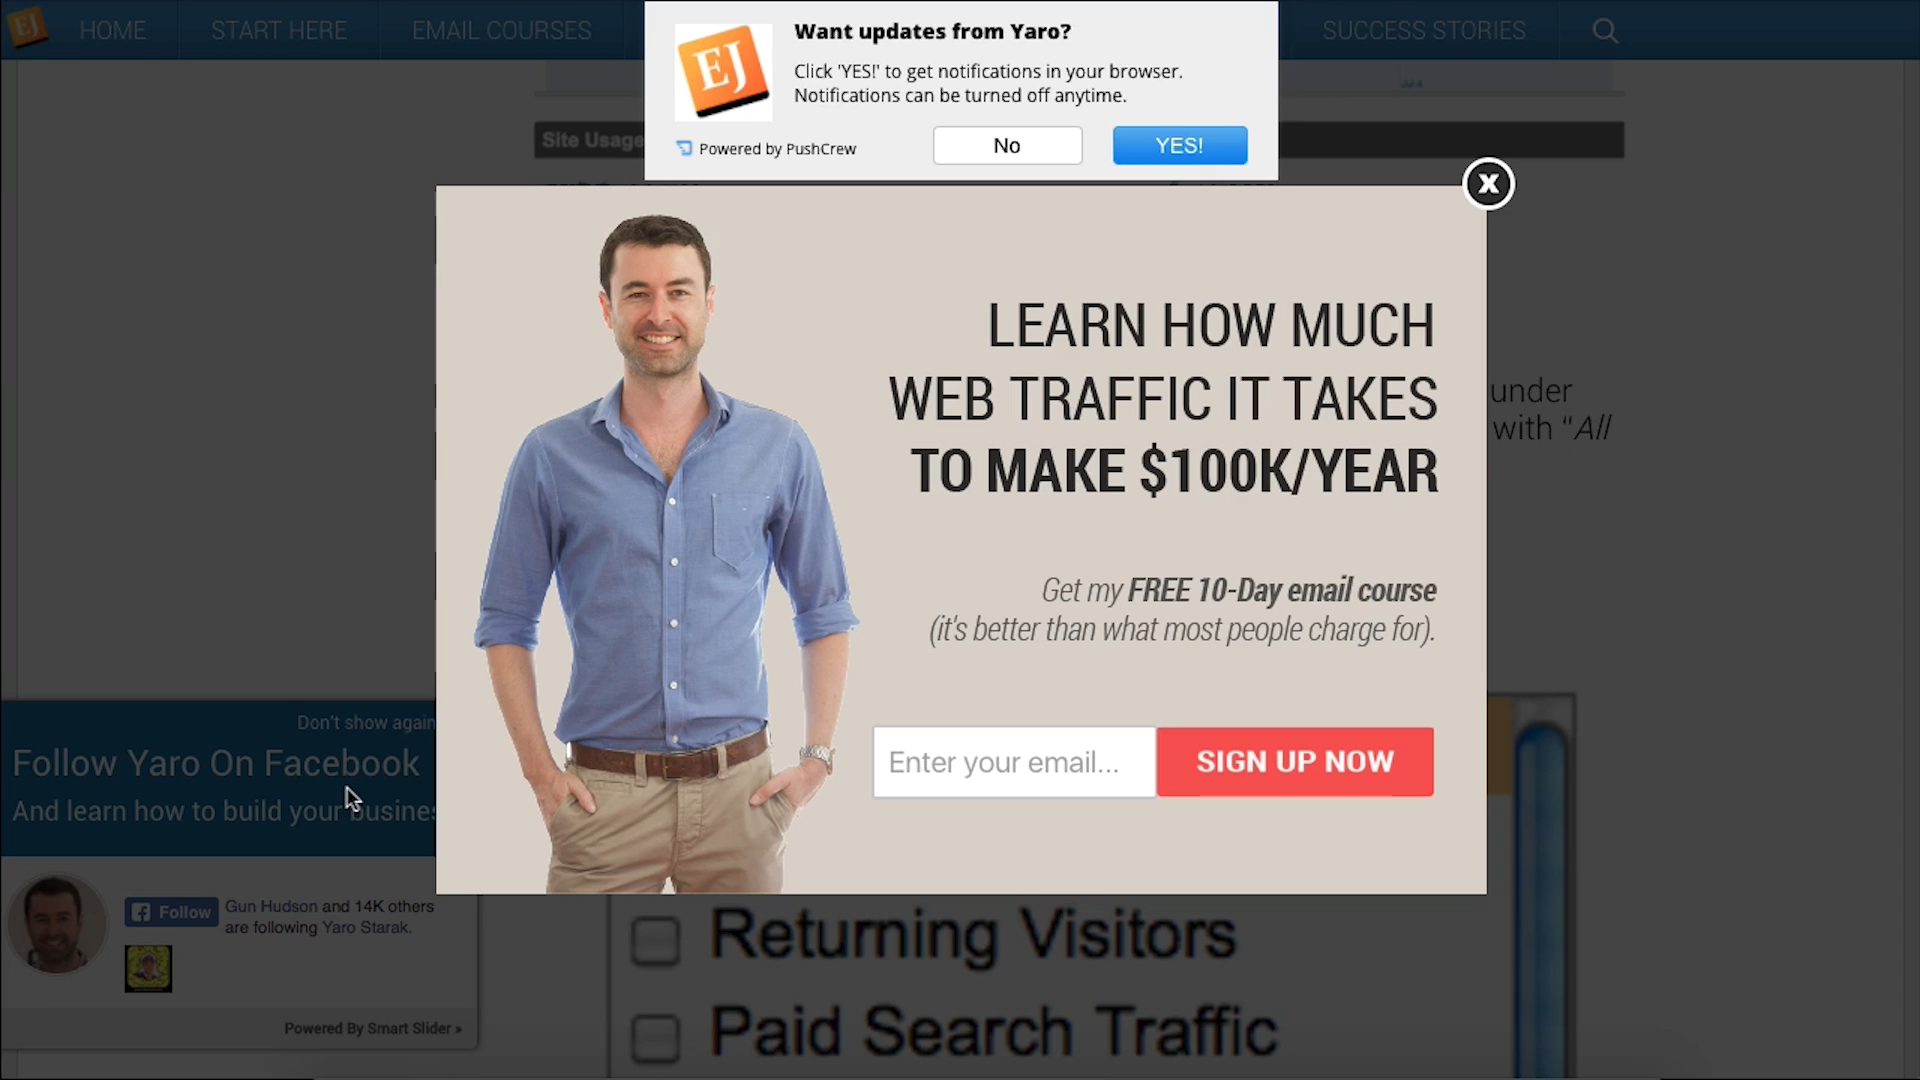 EJ
HOME
START HERE
EMAIL COURSES
SUCCESS STORIES
EJ
Want updates from Yaro?
Click 'YES!' to get notifications in your browser.
Notifications can be turned off anytime.
Powered by PushCrew
No
YES!
Jul 4
Site Usage
X
LEARN HOW MUCH
WEB TRAFFIC IT TAKES
TO MAKE $100K/YEAR
under
with "All
Get my FREE 10-Day email course
(it's better than what most people charge for).
Enter your email...
SIGN UP NOW
Don't show again
Follow Yaro On Facebook
And learn how to build your
Follow
Gun Hudson and 14K others
are following Yaro Starak.
Powered By Smart Slider »
Returning Visitors
Paid Search Traffic